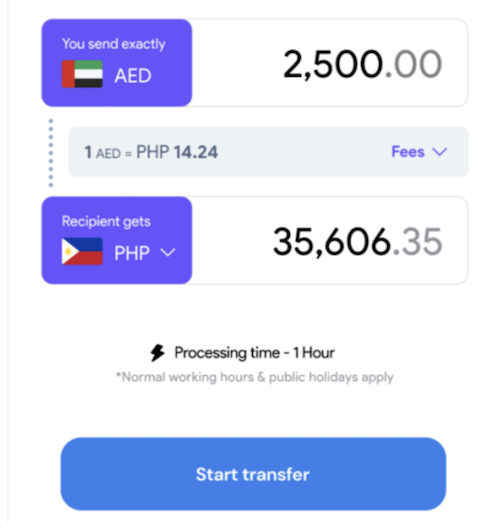 You send exactly
AED
2,500.00
1 AED = PHP 14.24
Fees
Recipient gets
PHP
35,606.35
Processing time - 1 Hour
*Normal working hours & public holidays apply
Start transfer